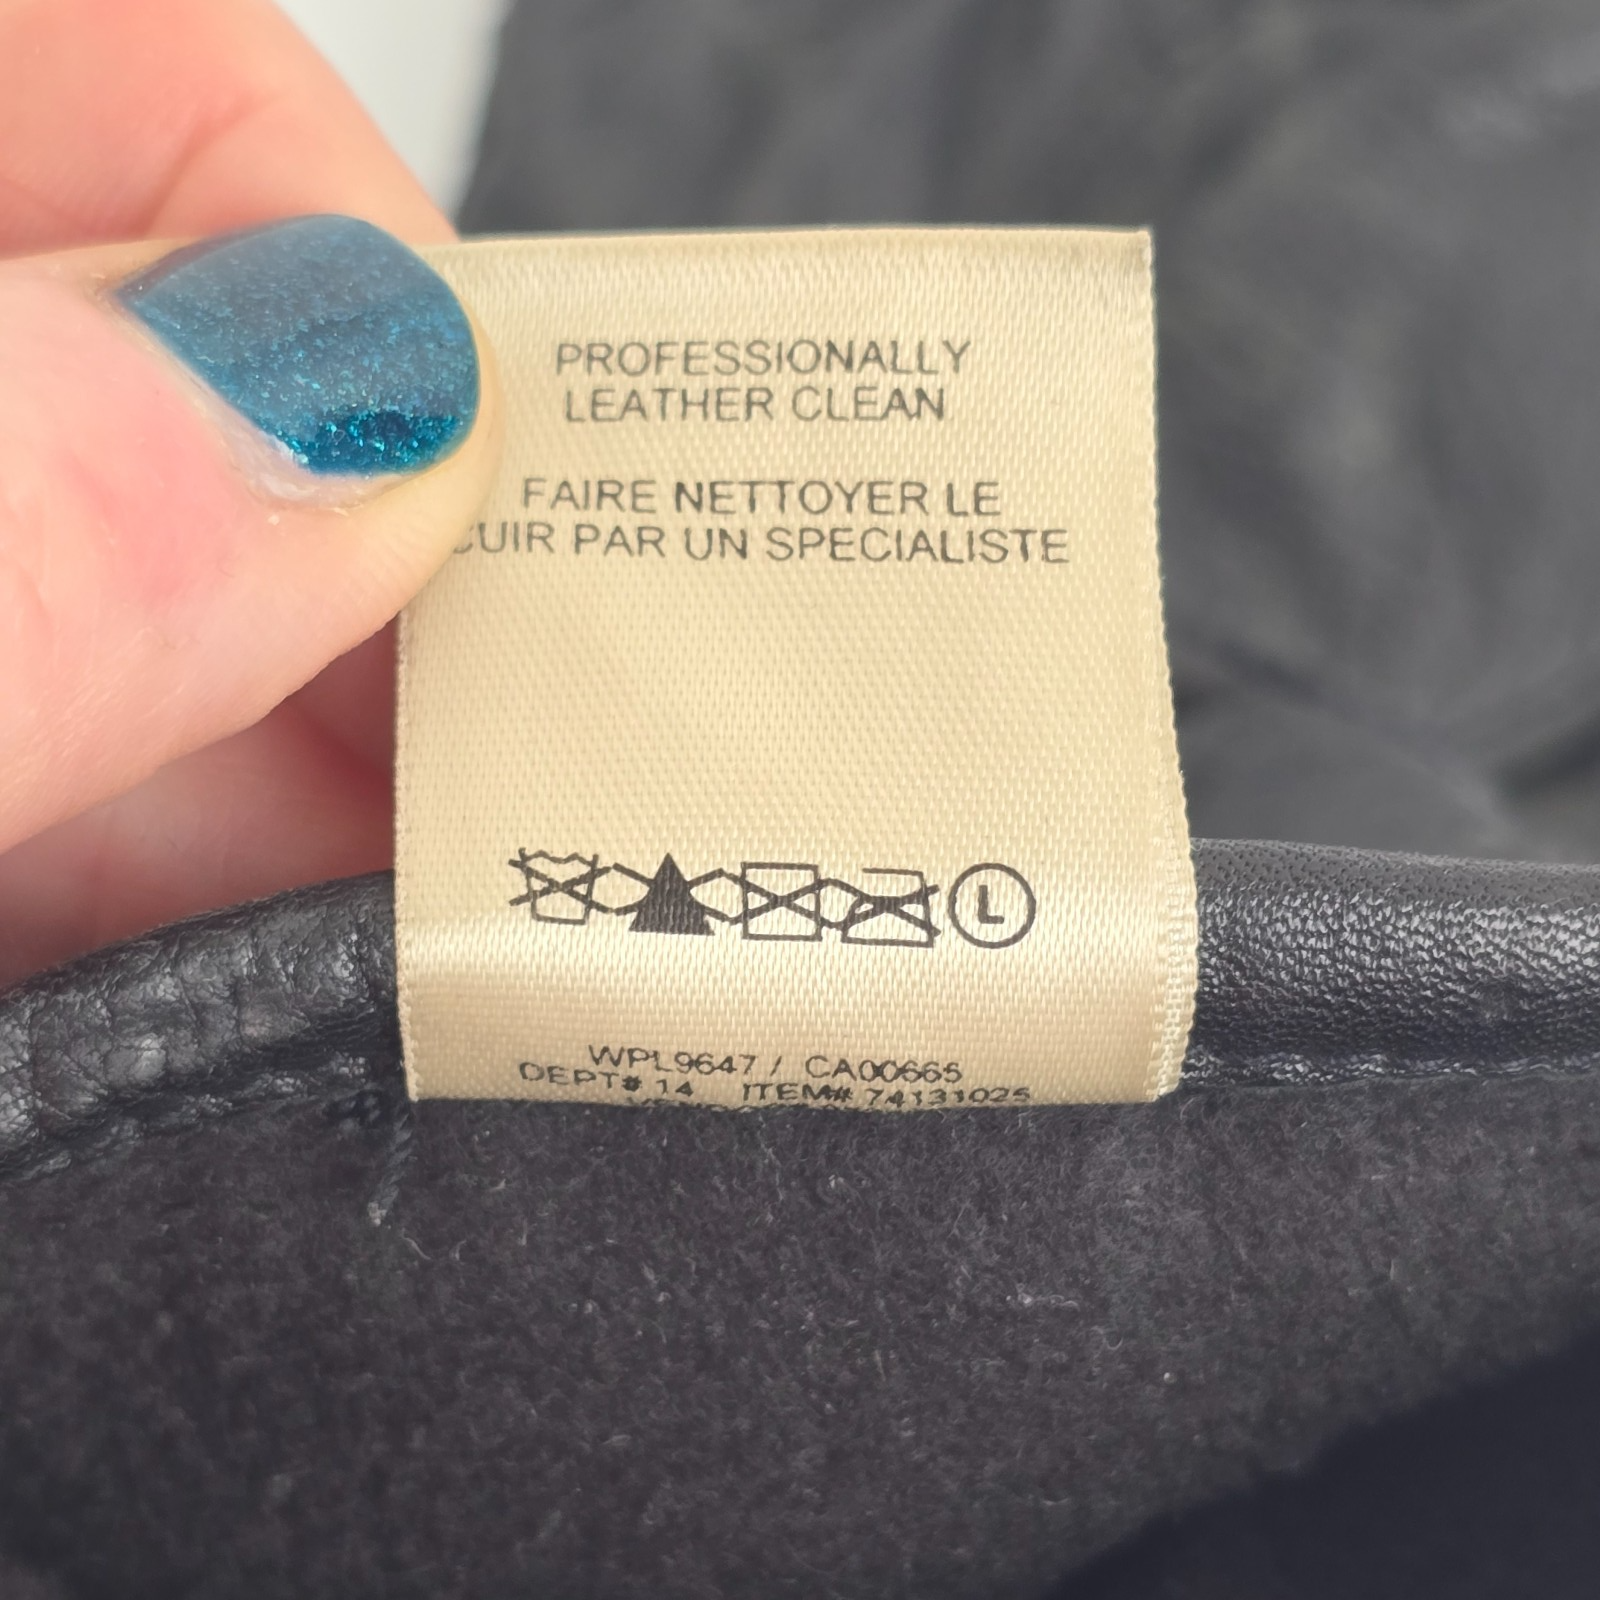 PROFESSIONALLY
LEATHER CLEAN
FAIRE NETTOYER LE
CUIR PAR UN SPECIALISTE
L
WPL9647 / CA00665
DEPT# 14 ITEM# 74131025